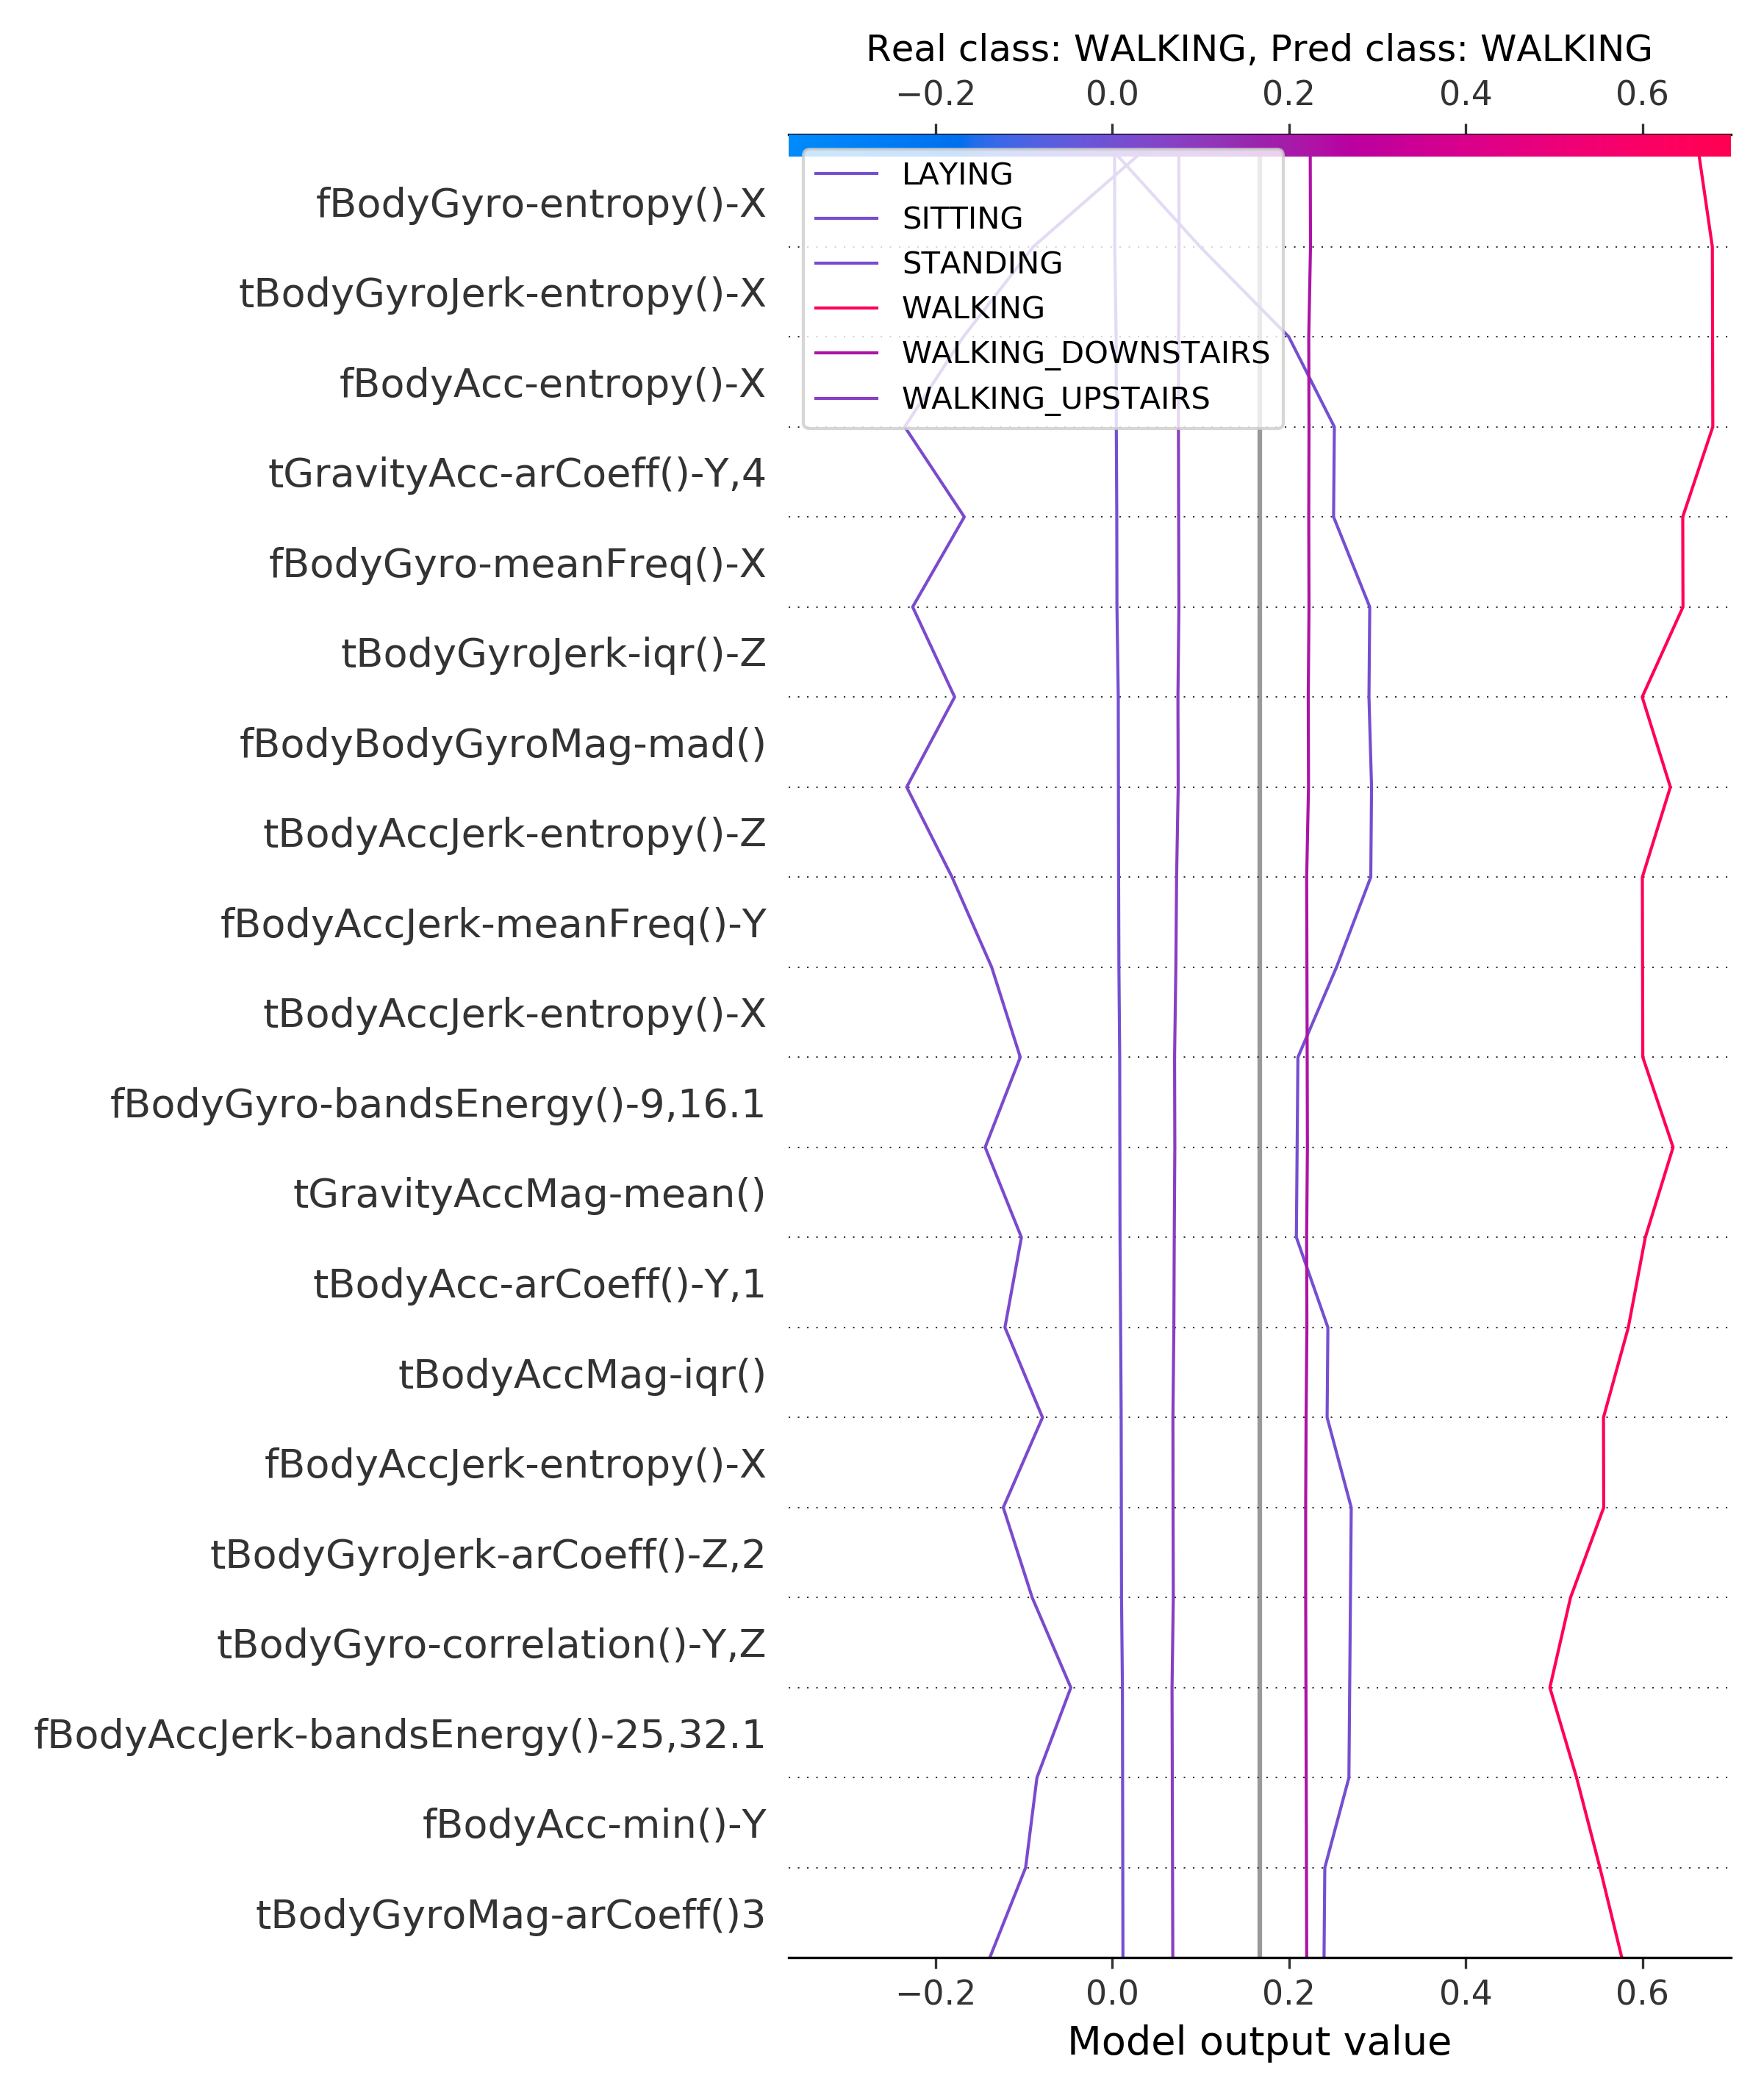 Real class: WALKING, Pred class: WALKING
−0.2 0.0 0.2 0.4 0.6
LAYING
SITTING
STANDING
WALKING
WALKING_DOWNSTAIRS
WALKING_UPSTAIRS
fBodyGyro-entropy()-X
tBodyGyroJerk-entropy()-X
fBodyAcc-entropy()-X
tGravityAcc-arCoeff()-Y,4
fBodyGyro-meanFreq()-X
tBodyGyroJerk-iqr()-Z
fBodyBodyGyroMag-mad()
tBodyAccJerk-entropy()-Z
fBodyAccJerk-meanFreq()-Y
tBodyAccJerk-entropy()-X
fBodyGyro-bandsEnergy()-9,16.1
tGravityAccMag-mean()
tBodyAcc-arCoeff()-Y,1
tBodyAccMag-iqr()
fBodyAccJerk-entropy()-X
tBodyGyroJerk-arCoeff()-Z,2
tBodyGyro-correlation()-Y,Z
fBodyAccJerk-bandsEnergy()-25,32.1
fBodyAcc-min()-Y
tBodyGyroMag-arCoeff()3
−0.2 0.0 0.2 0.4 0.6
Model output value